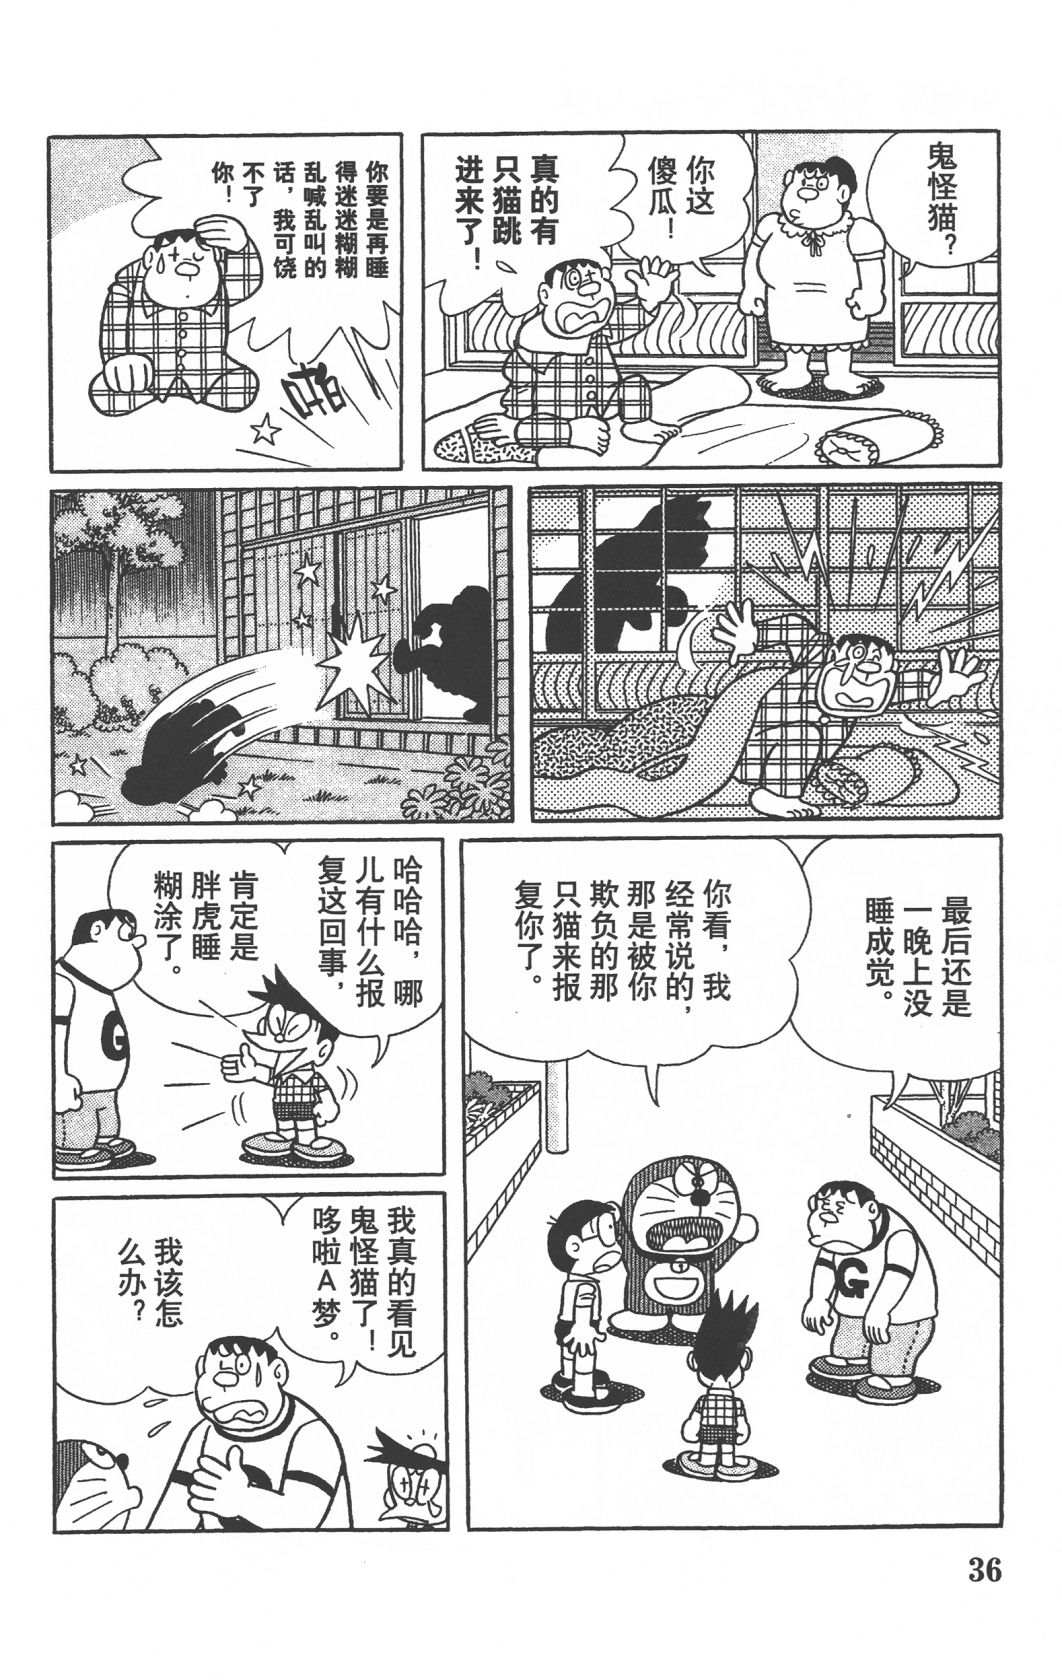 鬼怪猫？
你这
傻瓜！
真的有
只猫跳
进来了！
你要是再睡
得迷迷糊糊
乱喊乱叫的
话，我可饶
不了
你！
啪
最后还是
一晚上没
睡成觉。
你看，我
经常说的，
那是被你
欺负的那
只猫来报
复你了。
G
哈哈哈，哪
儿有什么报
复这回事，
肯定是
胖虎睡
糊涂了。
G
我真的看见
鬼怪猫了！
哆啦A梦。
我该怎
么办？
36